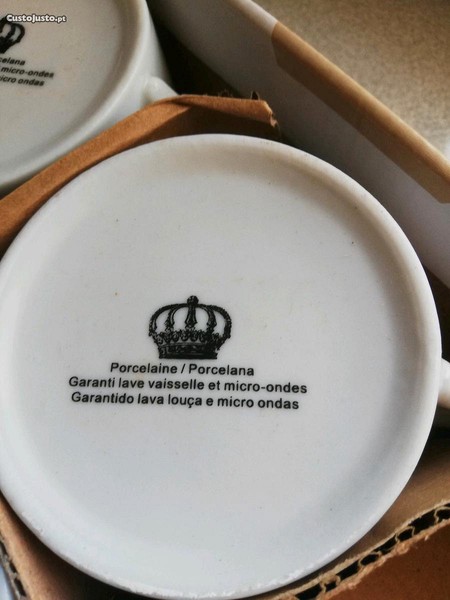 CustoJusto.pt
micro-ondes
micro ondas
Porcelaine / Porcelana
Garanti lave vaisselle et micro-ondes
Garantido lava louça e micro ondas